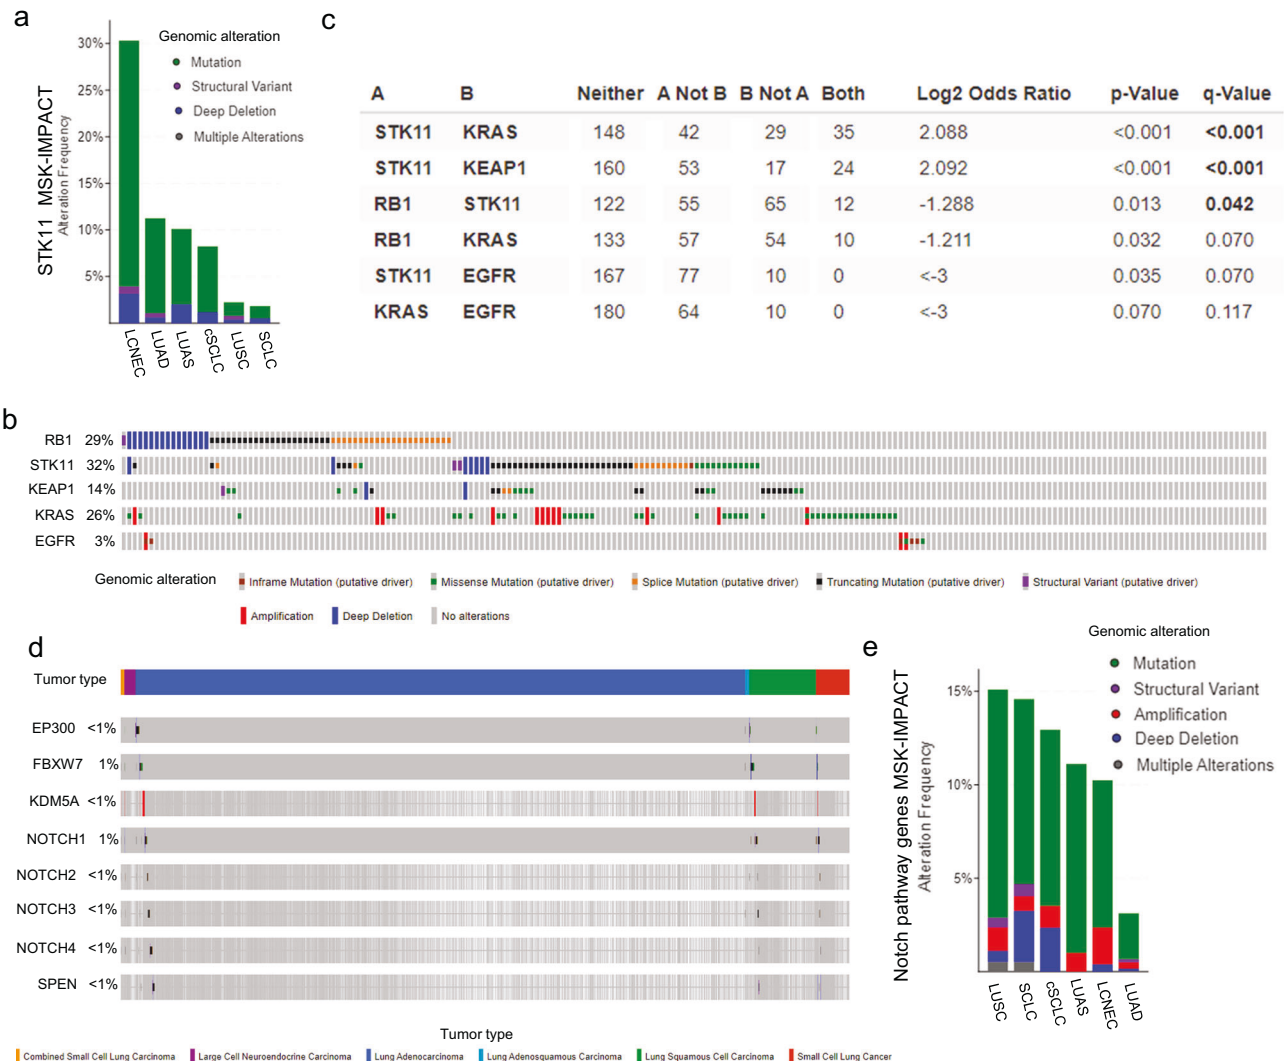 a
STK11 MSK-IMPACT
Alteration Frequency
30%
25%
20%
15%
10%
5%
Genomic alteration
Mutation
Structural Variant
Deep Deletion
Multiple Alterations
LCNEC
LUAD
LUAS
cSCLC
LUSC
SCLC
c
A B Neither A Not B B Not A Both Log2 Odds Ratio p-Value q-Value
STK11 KRAS 148 42 29 35 2.088 <0.001 <0.001
STK11 KEAP1 160 53 17 24 2.092 <0.001 <0.001
RB1 STK11 122 55 65 12 -1.288 0.013 0.042
RB1 KRAS 133 57 54 10 -1.211 0.032 0.070
STK11 EGFR 167 77 10 0 <-3 0.035 0.070
KRAS EGFR 180 64 10 0 <-3 0.070 0.117
b
RB1 29%
STK11 32%
KEAP1 14%
KRAS 26%
EGFR 3%
Genomic alteration
Inframe Mutation (putative driver)
Missense Mutation (putative driver)
Splice Mutation (putative driver)
Truncating Mutation (putative driver)
Structural Variant (putative driver)
Amplification
Deep Deletion
No alterations
d
Tumor type
EP300 <1%
FBXW7 1%
KDM5A <1%
NOTCH1 1%
NOTCH2 <1%
NOTCH3 <1%
NOTCH4 <1%
SPEN <1%
Tumor type
Combined Small Cell Lung Carcinoma
Large Cell Neuroendocrine Carcinoma
Lung Adenocarcinoma
Lung Adenosquamous Carcinoma
Lung Squamous Cell Carcinoma
Small Cell Lung Cancer
e
Notch pathway genes MSK-IMPACT
Alteration Frequency
15%
10%
5%
Genomic alteration
Mutation
Structural Variant
Amplification
Deep Deletion
Multiple Alterations
LUSC
SCLC
cSCLC
LUAS
LCNEC
LUAD